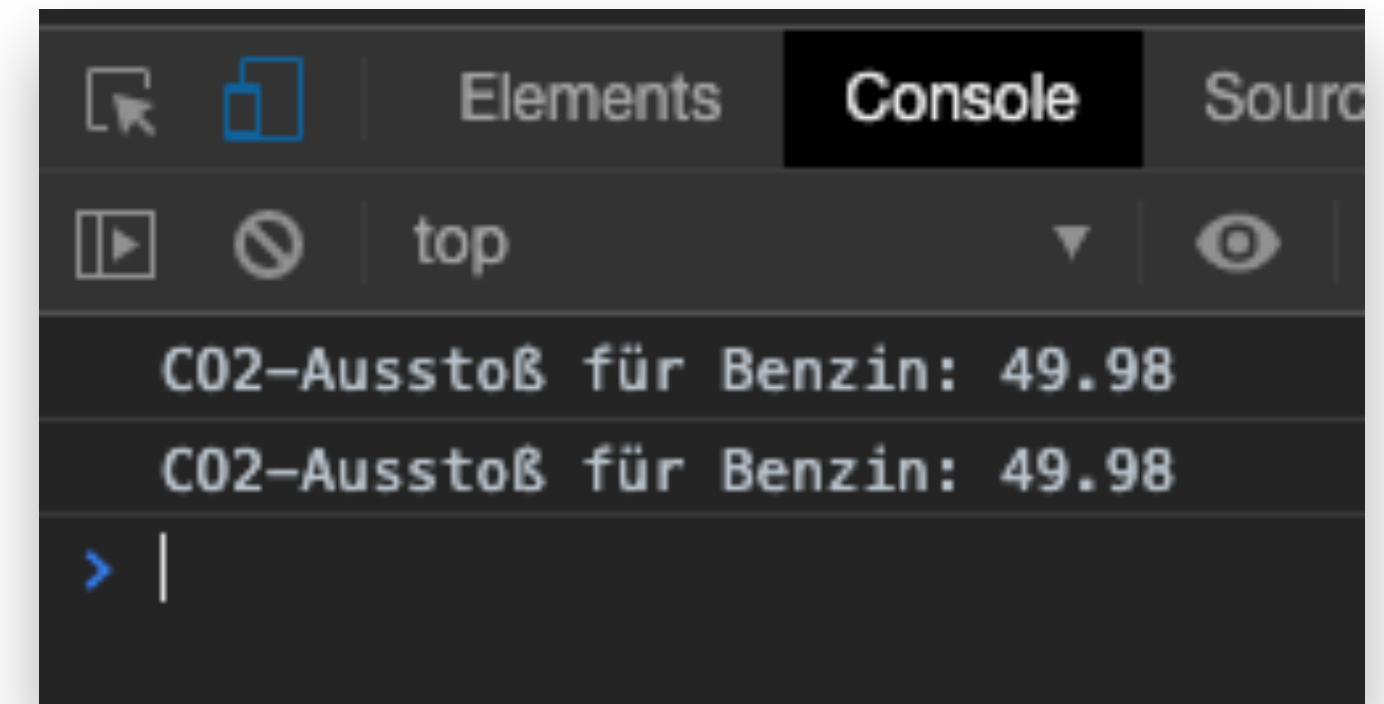 Elements Console Sourc
top
CO2–Ausstoß für Benzin: 49.98
CO2–Ausstoß für Benzin: 49.98
>